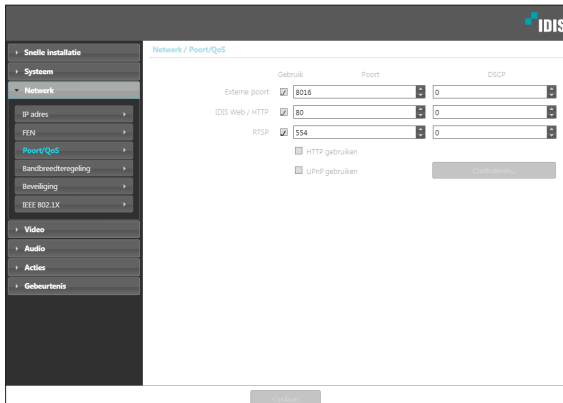 IDIS
Snelle installatie
Systeem
Netwerk
IP adres
FEN
Poort/QoS
Bandbreedteregeling
Beveiliging
IEEE 802.1X
Video
Audio
Acties
Gebeurtenis
Netwerk / Poort/QoS
Gebruik Poort DSCP
Externe poort 8016 0
IDIS Web / HTTP 80 0
RTSP 554 0
HTTP gebruiken
UPnP gebruiken Controleren...